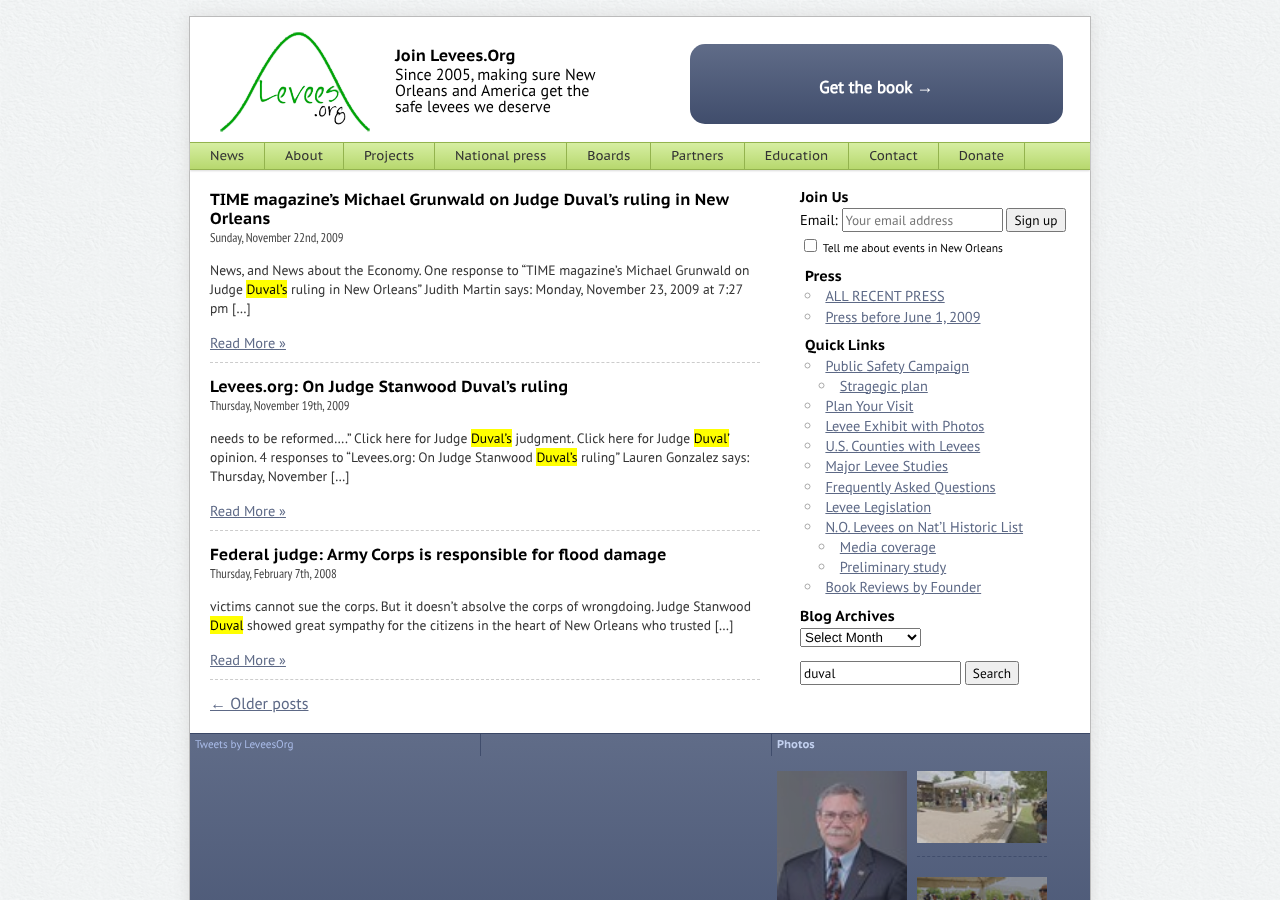 Levees
.org
Join Levees.Org
Since 2005, making sure New
Orleans and America get the
safe levees we deserve
Get the book →
News
About
Projects
National press
Boards
Partners
Education
Contact
Donate
TIME magazine’s Michael Grunwald on Judge Duval’s ruling in New
Orleans
Sunday, November 22nd, 2009
News, and News about the Economy. One response to “TIME magazine’s Michael Grunwald on
Judge Duval’s ruling in New Orleans” Judith Martin says: Monday, November 23, 2009 at 7:27
pm […]
Read More »
Levees.org: On Judge Stanwood Duval’s ruling
Thursday, November 19th, 2009
needs to be reformed….” Click here for Judge Duval’s judgment. Click here for Judge Duval’
opinion. 4 responses to “Levees.org: On Judge Stanwood Duval’s ruling” Lauren Gonzalez says:
Thursday, November […]
Read More »
Federal judge: Army Corps is responsible for flood damage
Thursday, February 7th, 2008
victims cannot sue the corps. But it doesn’t absolve the corps of wrongdoing. Judge Stanwood
Duval showed great sympathy for the citizens in the heart of New Orleans who trusted […]
Read More »
← Older posts
Join Us
Email: Your email address Sign up
Tell me about events in New Orleans
Press
ALL RECENT PRESS
Press before June 1, 2009
Quick Links
Public Safety Campaign
Stragegic plan
Plan Your Visit
Levee Exhibit with Photos
U.S. Counties with Levees
Major Levee Studies
Frequently Asked Questions
Levee Legislation
N.O. Levees on Nat’l Historic List
Media coverage
Preliminary study
Book Reviews by Founder
Blog Archives
Select Month
duval Search
Tweets by LeveesOrg
Photos